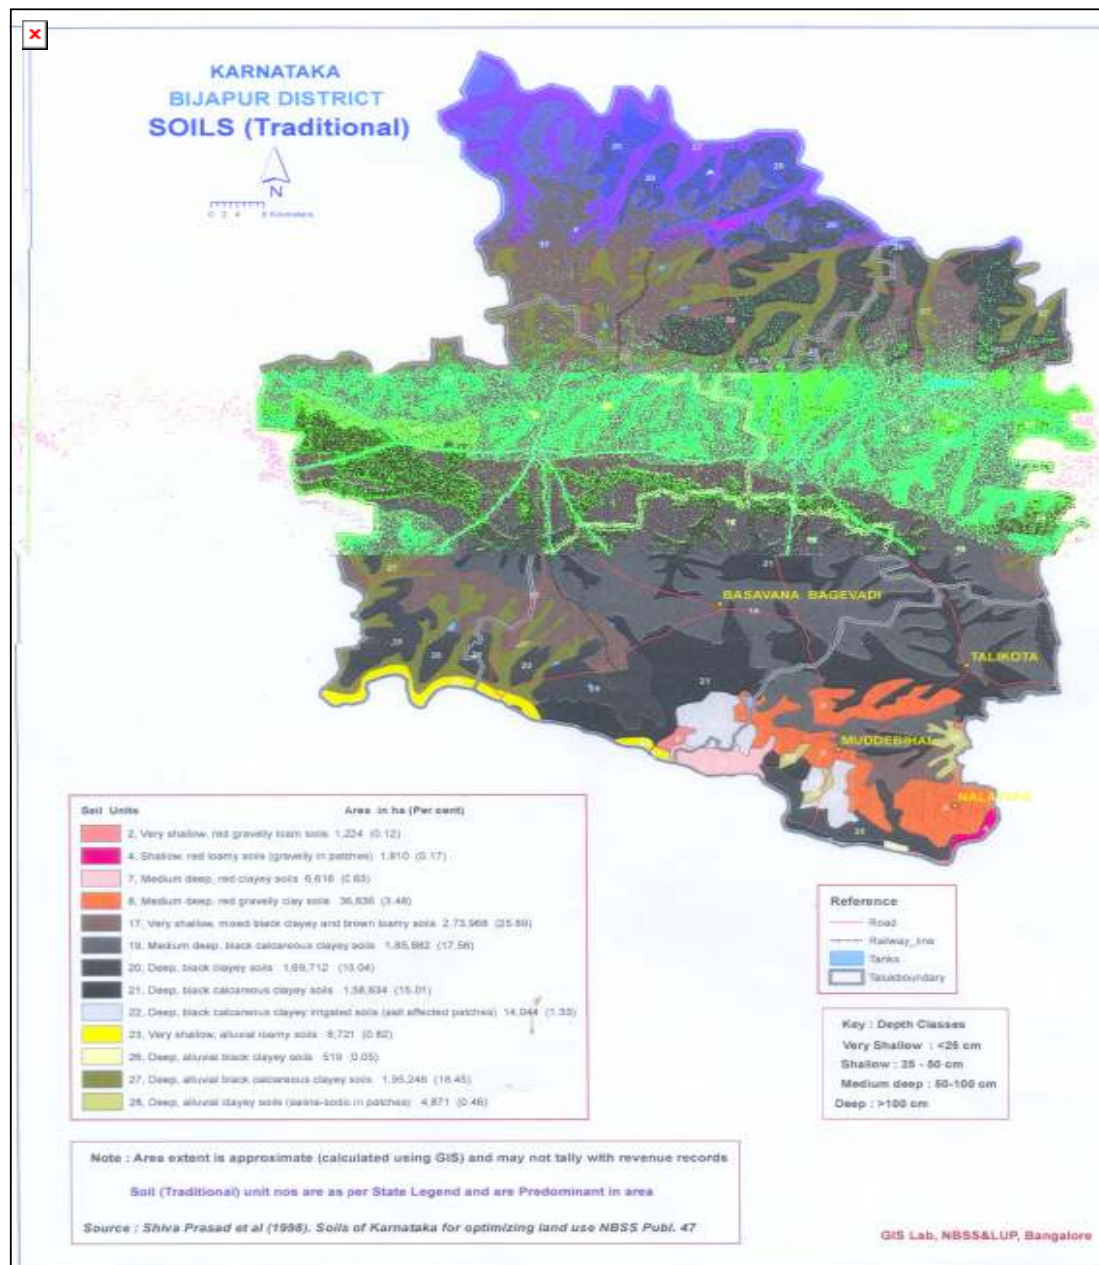 KARNATAKA
BIJAPUR DISTRICT
SOILS (Traditional)
N
BASAVANA BAGEVADI
TALIKOTA
MUDDEBIHAL
Soil Units Area in ha (Per cent)
2, Very shallow, red gravelly loam soils 1,224 (0.12)
4, Shallow, red loamy soils (gravelly in patches) 1,810 (0.17)
7, Medium deep, red clayey soils 6,616 (0.63)
8, Medium deep, red gravelly clay soils 36,836 (3.48)
17, Very shallow, mixed black clayey and brown loamy soils 2,73,968 (25.89)
19, Medium deep, black calcareous clayey soils 1,85,882 (17.56)
20, Deep, black clayey soils
21, Deep, black calcareous clayey soils (15.01)
22, Deep, black calcareous clayey irrigated soils (salt affected patches) 14,044 (1.33)
23, Very shallow, alluvial loamy soils 8,721 (0.82)
26, Deep, alluvial black clayey soils 519 (0.05)
27, Deep, alluvial black calcareous clayey soils 1,95,246 (18.45)
28, Deep, alluvial clayey soils (saline-sodic in patches) 4,871 (0.46)
Reference
Road
Railway_line
Tanks
Talukboundary
Key : Depth Classes
Very Shallow : <25 cm
Shallow : 25 - 50 cm
Medium deep : 50-100 cm
Deep : >100 cm
Note : Area extent is approximate (calculated using GIS) and may not tally with revenue records
Soil (Traditional) unit nos are as per State Legend and are Predominant in area
Source : Shiva Prasad et al (1998). Soils of Karnataka for optimizing land use NBSS Publ. 47
GIS Lab, NBSS&LUP, Bangalore